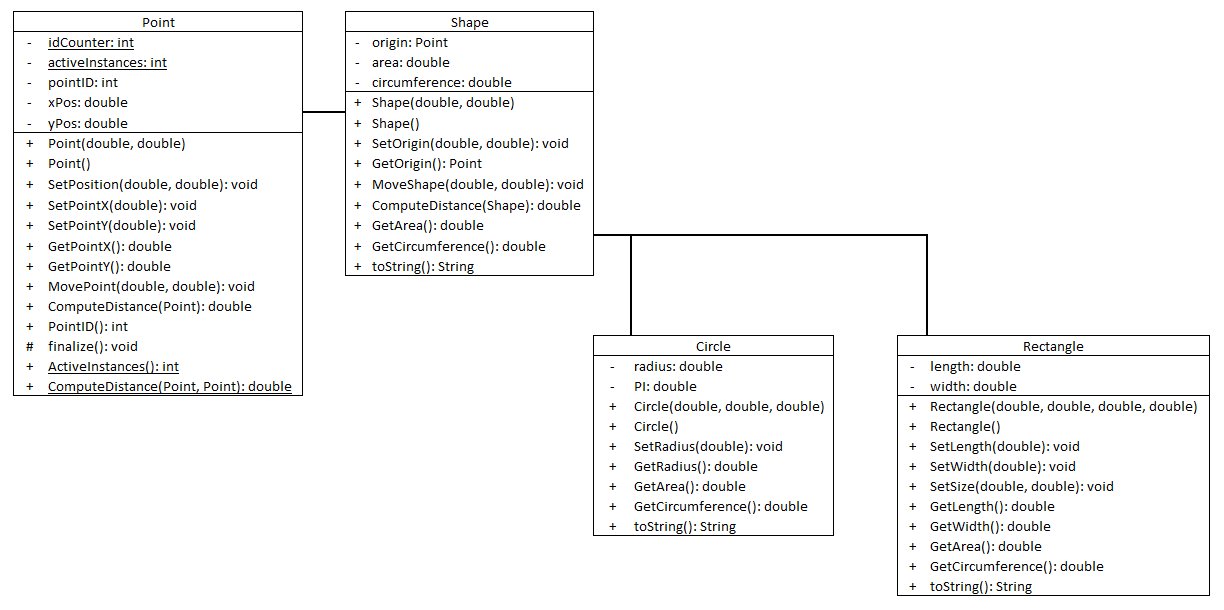 Point
- idCounter: int
- activeInstances: int
- pointID: int
- xPos: double
- yPos: double
+ Point(double, double)
+ Point()
+ SetPosition(double, double): void
+ SetPointX(double): void
+ SetPointY(double): void
+ GetPointX(): double
+ GetPointY(): double
+ MovePoint(double, double): void
+ ComputeDistance(Point): double
+ PointID(): int
# finalize(): void
+ ActiveInstances(): int
+ ComputeDistance(Point, Point): double
Shape
- origin: Point
- area: double
- circumference: double
+ Shape(double, double)
+ Shape()
+ SetOrigin(double, double): void
+ GetOrigin(): Point
+ MoveShape(double, double): void
+ ComputeDistance(Shape): double
+ GetArea(): double
+ GetCircumference(): double
+ toString(): String
Circle
- radius: double
- PI: double
+ Circle(double, double, double)
+ Circle()
+ SetRadius(double): void
+ GetRadius(): double
+ GetArea(): double
+ GetCircumference(): double
+ toString(): String
Rectangle
- length: double
- width: double
+ Rectangle(double, double, double, double)
+ Rectangle()
+ SetLength(double): void
+ SetWidth(double): void
+ SetSize(double, double): void
+ GetLength(): double
+ GetWidth(): double
+ GetArea(): double
+ GetCircumference(): double
+ toString(): String